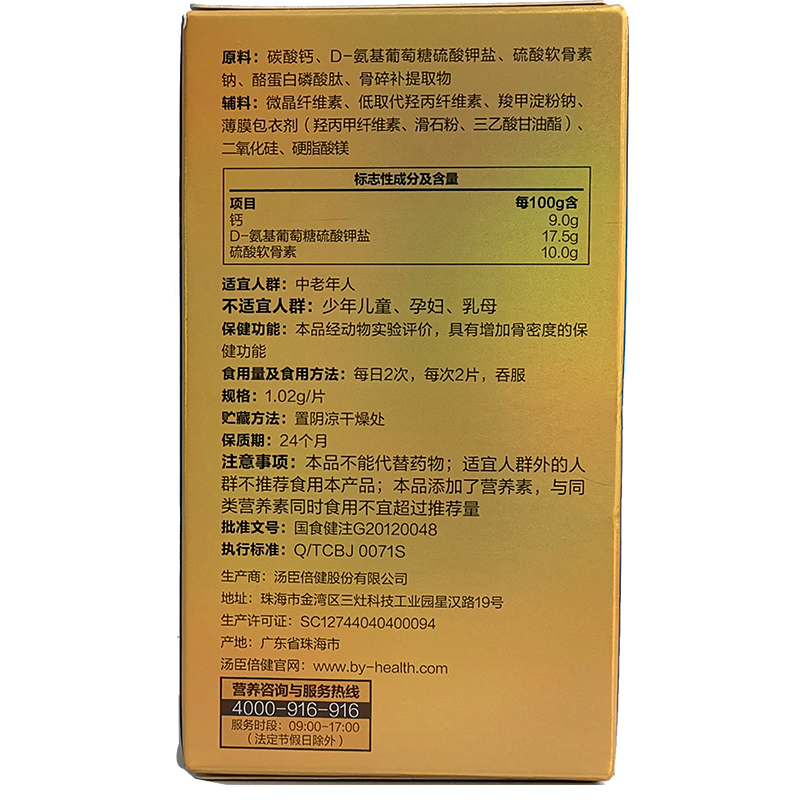 原料：碳酸钙、D-氨基葡萄糖硫酸钾盐、硫酸软骨素
钠、酪蛋白磷酸肽、骨碎补提取物
辅料：微晶纤维素、低取代羟丙纤维素、羧甲淀粉钠、
薄膜包衣剂（羟丙甲纤维素、滑石粉、三乙酸甘油酯）、
二氧化硅、硬脂酸镁
标志性成分及含量
项目 每100g含
钙 9.0g
D-氨基葡萄糖硫酸钾盐 17.5g
硫酸软骨素 10.0g
适宜人群：中老年人
不适宜人群：少年儿童、孕妇、乳母
保健功能：本品经动物实验评价，具有增加骨密度的保
健功能
食用量及食用方法：每日2次，每次2片，吞服
规格：1.02g/片
贮藏方法：置阴凉干燥处
保质期：24个月
注意事项：本品不能代替药物；适宜人群外的人
群不推荐食用本产品；本品添加了营养素，与同
类营养素同时食用不宜超过推荐量
批准文号：国食健注G20120048
执行标准：Q/TCBJ 0071S
生产商：汤臣倍健股份有限公司
地址：珠海市金湾区三灶科技工业园星汉路19号
生产许可证：SC12744040400094
产地：广东省珠海市
汤臣倍健官网：www.by-health.com
营养咨询与服务热线
4000-916-916
服务时段：09:00-17:00
（法定节假日除外）